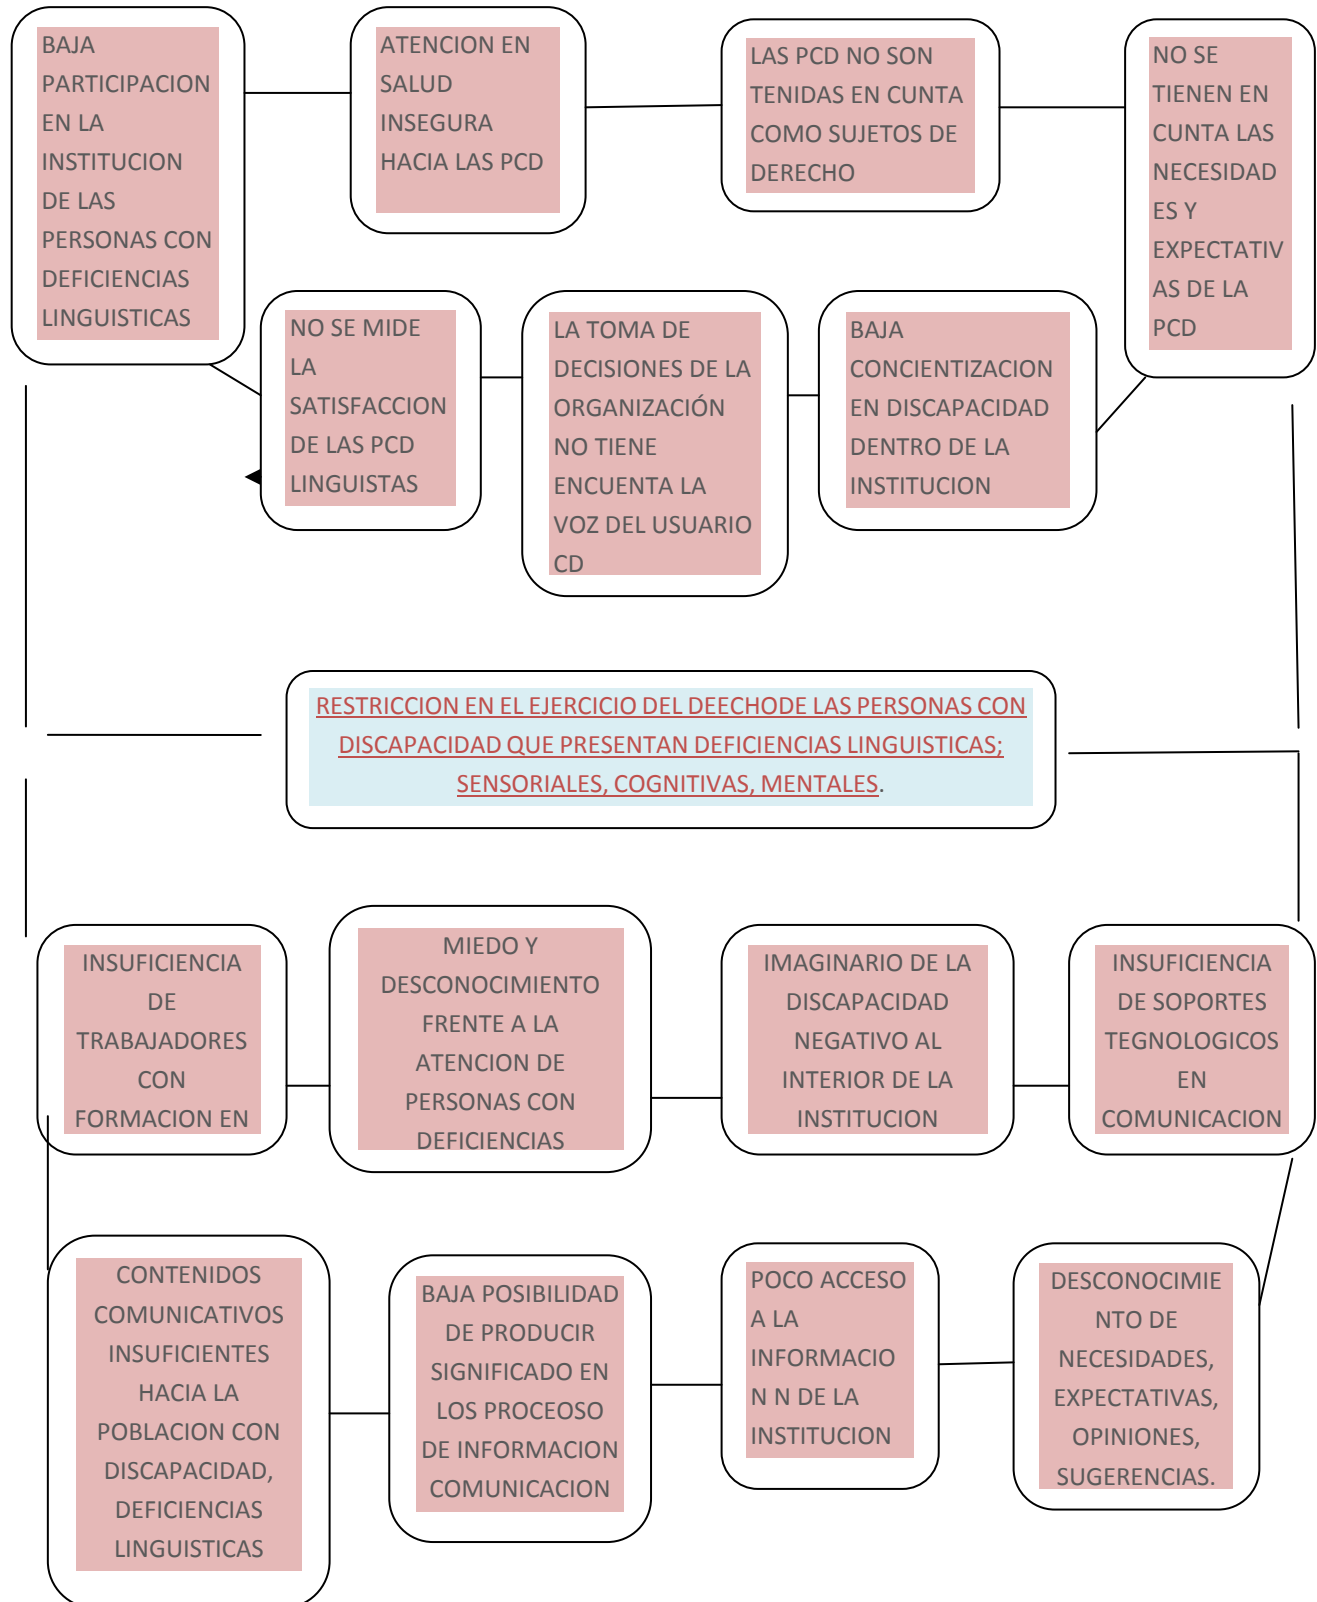 BAJA
PARTICIPACION
EN LA
INSTITUCION
DE LAS
PERSONAS CON
DEFICIENCIAS
LINGUISTICAS
ATENCION EN
SALUD
INSEGURA
HACIA LAS PCD
LAS PCD NO SON
TENIDAS EN CUNTA
COMO SUJETOS DE
DERECHO
NO SE
TIENEN EN
CUNTA LAS
NECESIDAD
ES Y
EXPECTATIV
AS DE LA
PCD
NO SE MIDE
LA
SATISFACCION
DE LAS PCD
LINGUISTAS
LA TOMA DE
DECISIONES DE LA
ORGANIZACIÓN
NO TIENE
ENCUENTA LA
VOZ DEL USUARIO
CD
BAJA
CONCIENTIZACION
EN DISCAPACIDAD
DENTRO DE LA
INSTITUCION
RESTRICCION EN EL EJERCICIO DEL DEECHODE LAS PERSONAS CON
DISCAPACIDAD QUE PRESENTAN DEFICIENCIAS LINGUISTICAS;
SENSORIALES, COGNITIVAS, MENTALES.
INSUFICIENCIA
DE
TRABAJADORES
CON
FORMACION EN
MIEDO Y
DESCONOCIMIENTO
FRENTE A LA
ATENCION DE
PERSONAS CON
DEFICIENCIAS
IMAGINARIO DE LA
DISCAPACIDAD
NEGATIVO AL
INTERIOR DE LA
INSTITUCION
INSUFICIENCIA
DE SOPORTES
TEGNOLOGICOS
EN
COMUNICACION
CONTENIDOS
COMUNICATIVOS
INSUFICIENTES
HACIA LA
POBLACION CON
DISCAPACIDAD,
DEFICIENCIAS
LINGUISTICAS
BAJA POSIBILIDAD
DE PRODUCIR
SIGNIFICADO EN
LOS PROCEOSO
DE INFORMACION
COMUNICACION
POCO ACCESO
A LA
INFORMACIO
N N DE LA
INSTITUCION
DESCONOCIMIE
NTO DE
NECESIDADES,
EXPECTATIVAS,
OPINIONES,
SUGERENCIAS.